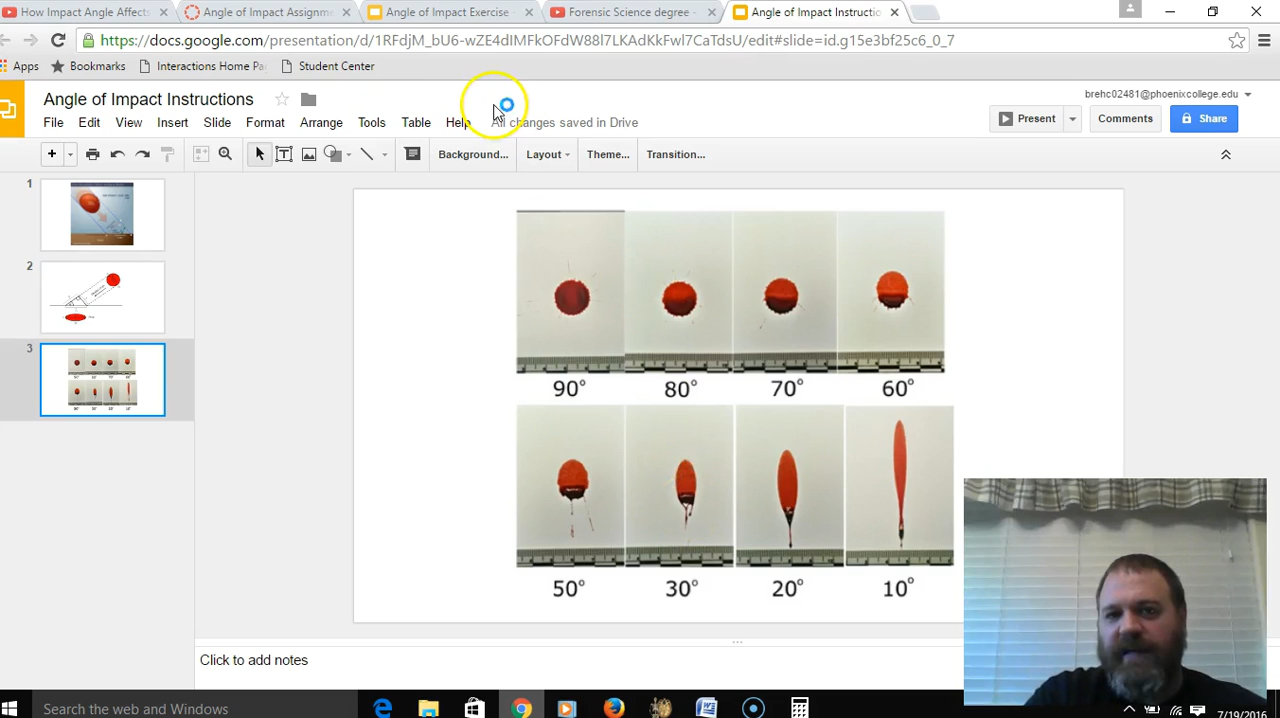 How Impact Angle Affects
Angle of Impact Assignme
Angle of Impact Exercise -
Forensic Science degree -
Angle of Impact Instructio
https://docs.google.com/presentation/d/1RFdjM_bU6-wZE4dIMFkOFdW88l7LKAdKkFwl7CaTdsU/edit#slide=id.g15e3bf25c6_0_7
Apps Bookmarks Interactions Home Pa Student Center
Angle of Impact Instructions
brehc02481@phoenixcollege.edu
File Edit View Insert Slide Format Arrange Tools Table Help All changes saved in Drive
Present Comments Share
Background... Layout Theme... Transition...
1
2
3
90° 80° 70° 60°
50° 30° 20° 10°
Click to add notes
Search the web and Windows
7/19/2016